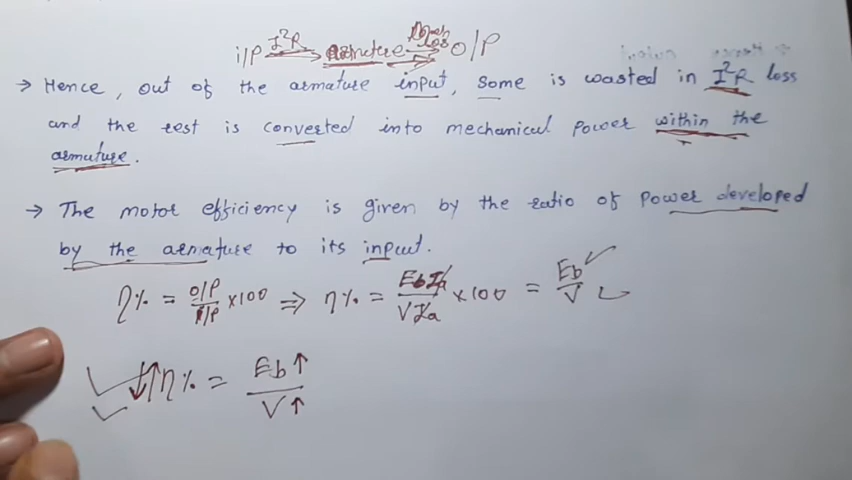 i/P I²R armature loss O/P
→ Hence, out of the armature input, some is wasted in I²R loss
and the rest is converted into mechanical power within the
armuture.
→ The motor efficiency is given by the ratio of power developed
by the armature to its input.
η% = O/P / I/P × 100 ⇒ η% = EbIa / VIa × 100 = Eb / V
↓↑ η% = Eb↑ / V↑